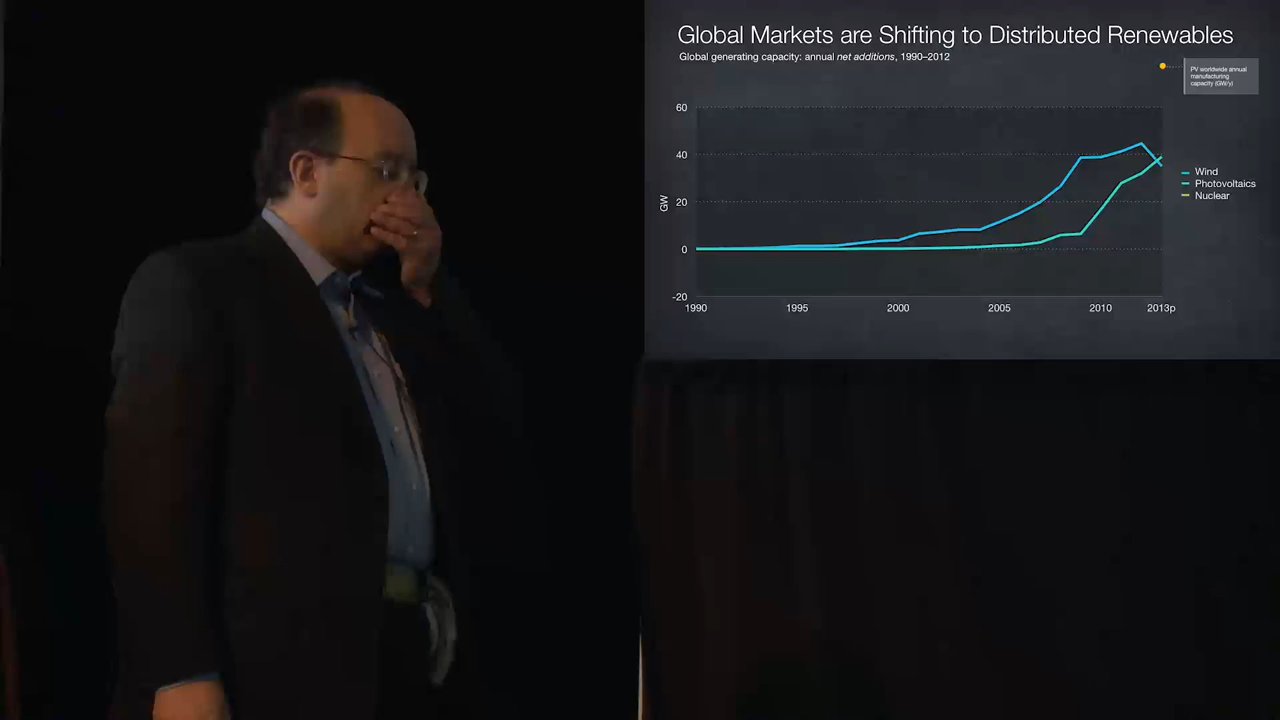 Global Markets are Shifting to Distributed Renewables
Global generating capacity: annual net additions, 1990–2012
PV worldwide annual
manufacturing
capacity (GW/y)
60
40
20
0
-20
GW
1990
1995
2000
2005
2010
2013p
Wind
Photovoltaics
Nuclear